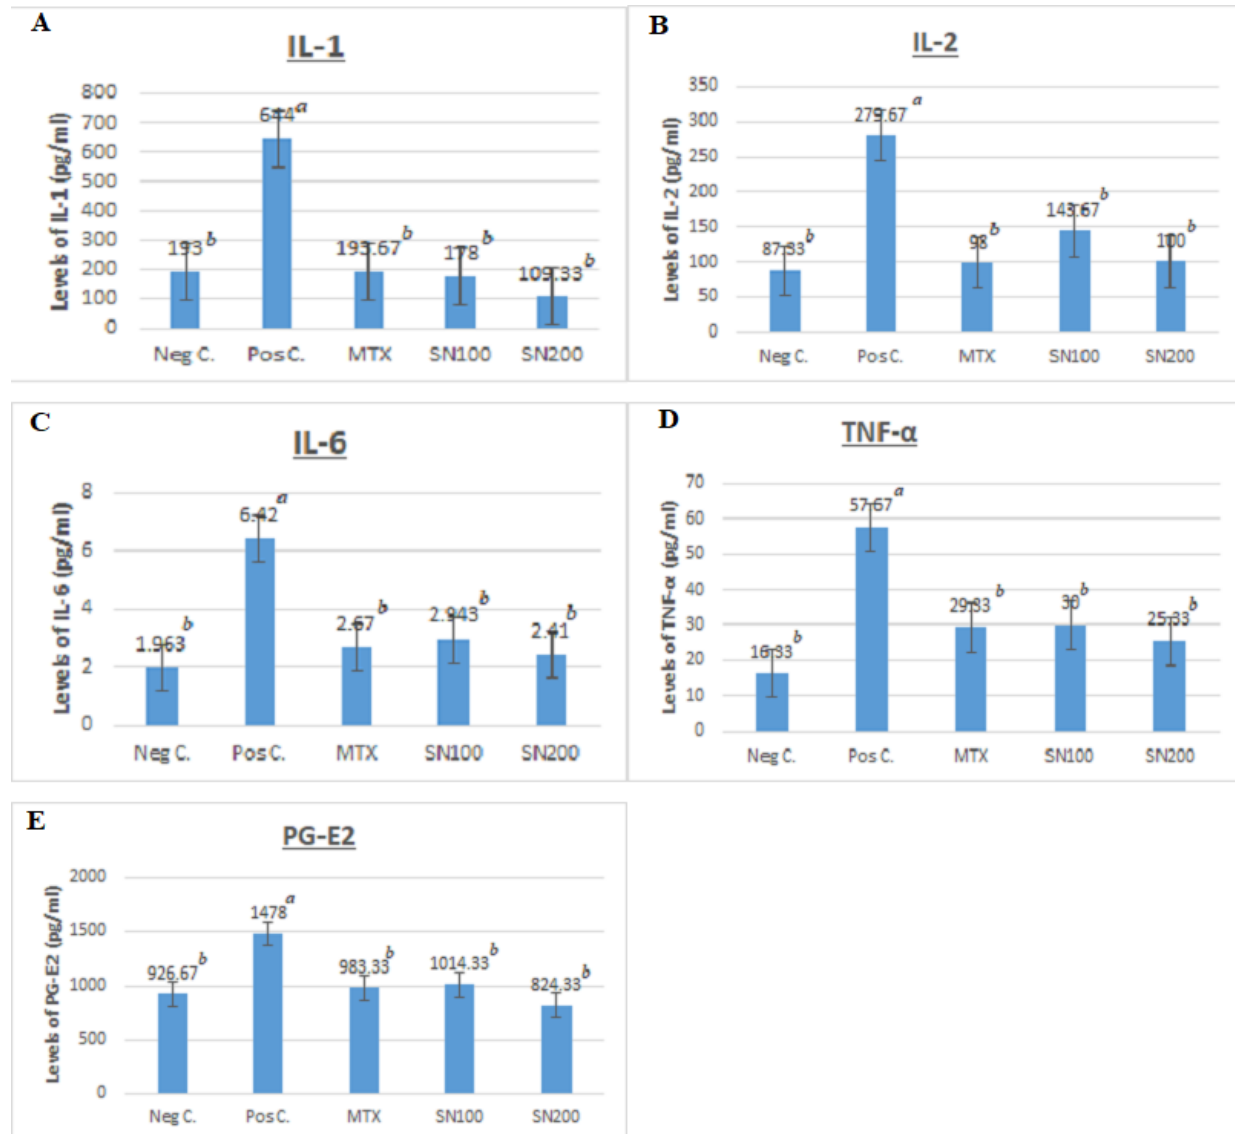 A
IL-1
Levels of IL-1 (pg/ml)
800
700
600
500
400
300
200
100
0
193 b
644 a
193.67 b
178 b
109.33 b
Neg C. Pos C. MTX SN100 SN200
B
IL-2
Levels of IL-2 (pg/ml)
350
300
250
200
150
100
50
0
87.33 b
279.67 a
98 b
143.67 b
100 b
Neg C. Pos C. MTX SN100 SN200
C
IL-6
Levels of IL-6 (pg/ml)
8
6
4
2
0
1.963 b
6.42 a
2.67 b
2.943 b
2.41 b
Neg C. Pos C. MTX SN100 SN200
D
TNF-α
Levels of TNF-α (pg/ml)
70
60
50
40
30
20
10
0
16.33 b
57.67 a
29.33 b
30 b
25.33 b
Neg C. Pos C. MTX SN100 SN200
E
PG-E2
Levels of PG-E2 (pg/ml)
2000
1500
1000
500
0
926.67 b
1478 a
983.33 b
1014.33 b
824.33 b
Neg C. Pos C. MTX SN100 SN200